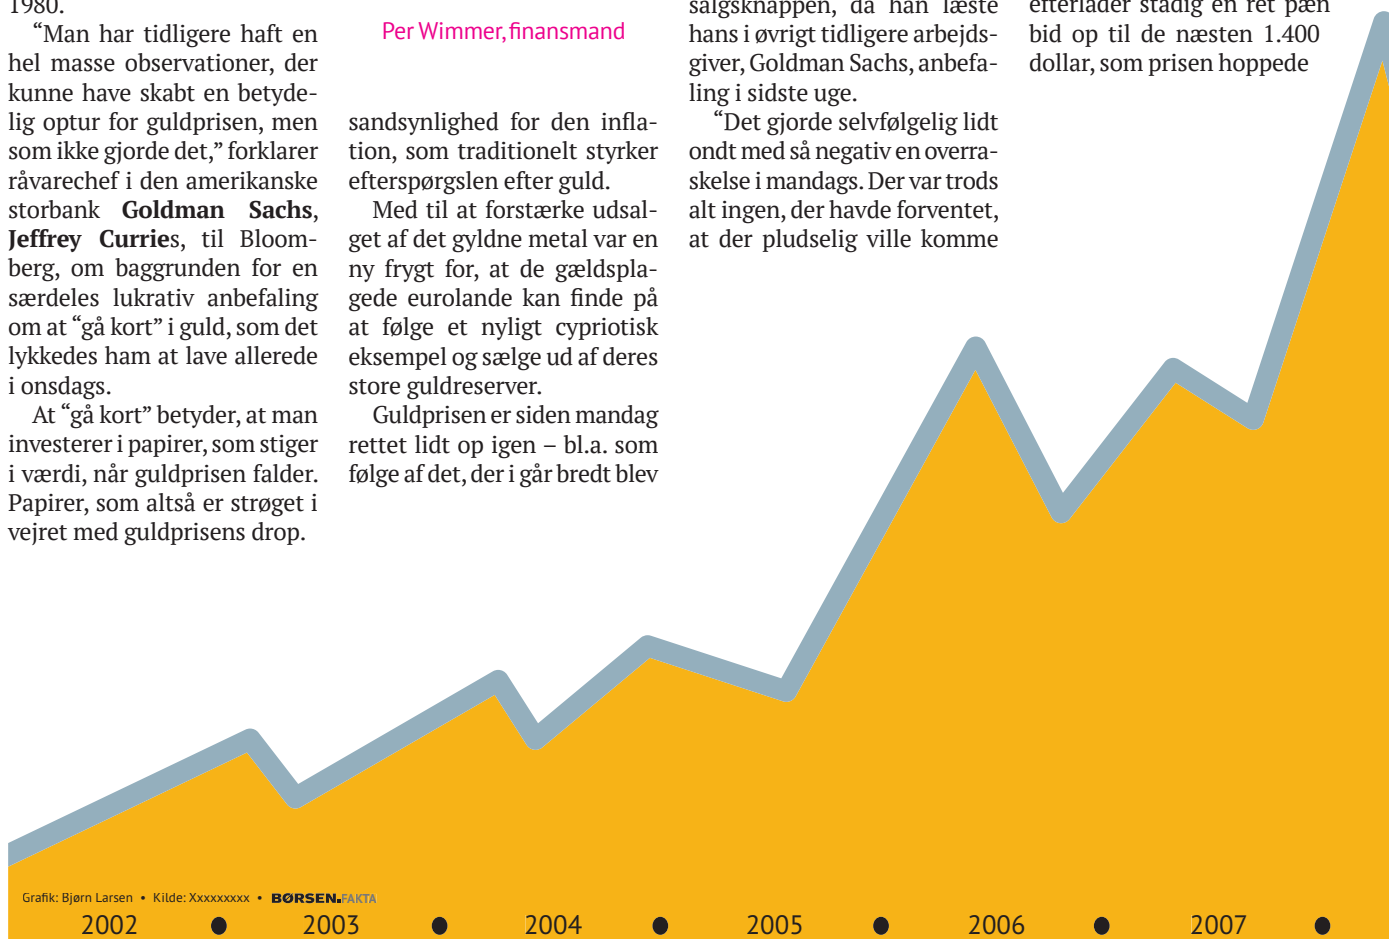 1980.
“Man har tidligere haft en
hel masse observationer, der
kunne have skabt en betyde-
lig optur for guldprisen, men
som ikke gjorde det,” forklarer
råvarechef i den amerikanske
storbank Goldman Sachs,
Jeffrey Curries, til Bloom-
berg, om baggrunden for en
særdeles lukrativ anbefaling
om at “gå kort” i guld, som det
lykkedes ham at lave allerede
i onsdags.
At “gå kort” betyder, at man
investerer i papirer, som stiger
i værdi, når guldprisen falder.
Papirer, som altså er strøget i
vejret med guldprisens drop.
Per Wimmer, finansmand
sandsynlighed for den infla-
tion, som traditionelt styrker
efterspørgslen efter guld.
Med til at forstærke udsal-
get af det gyldne metal var en
ny frygt for, at de gældspla-
gede eurolande kan finde på
at følge et nyligt cypriotisk
eksempel og sælge ud af deres
store guldreserver.
Guldprisen er siden mandag
rettet lidt op igen – bl.a. som
følge af det, der i går bredt blev
salgsknappen, da han læste
hans i øvrigt tidligere arbejds-
giver, Goldman Sachs, anbefa-
ling i sidste uge.
“Det gjorde selvfølgelig lidt
ondt med så negativ en overra-
skelse i mandags. Der var trods
alt ingen, der havde forventet,
at der pludselig ville komme
efterlader stadig en ret pæn
bid op til de næsten 1.400
dollar, som prisen hoppede
Grafik: Bjørn Larsen • Kilde: Xxxxxxxxx • BØRSEN.FAKTA
2002 ● 2003 ● 2004 ● 2005 ● 2006 ● 2007 ●